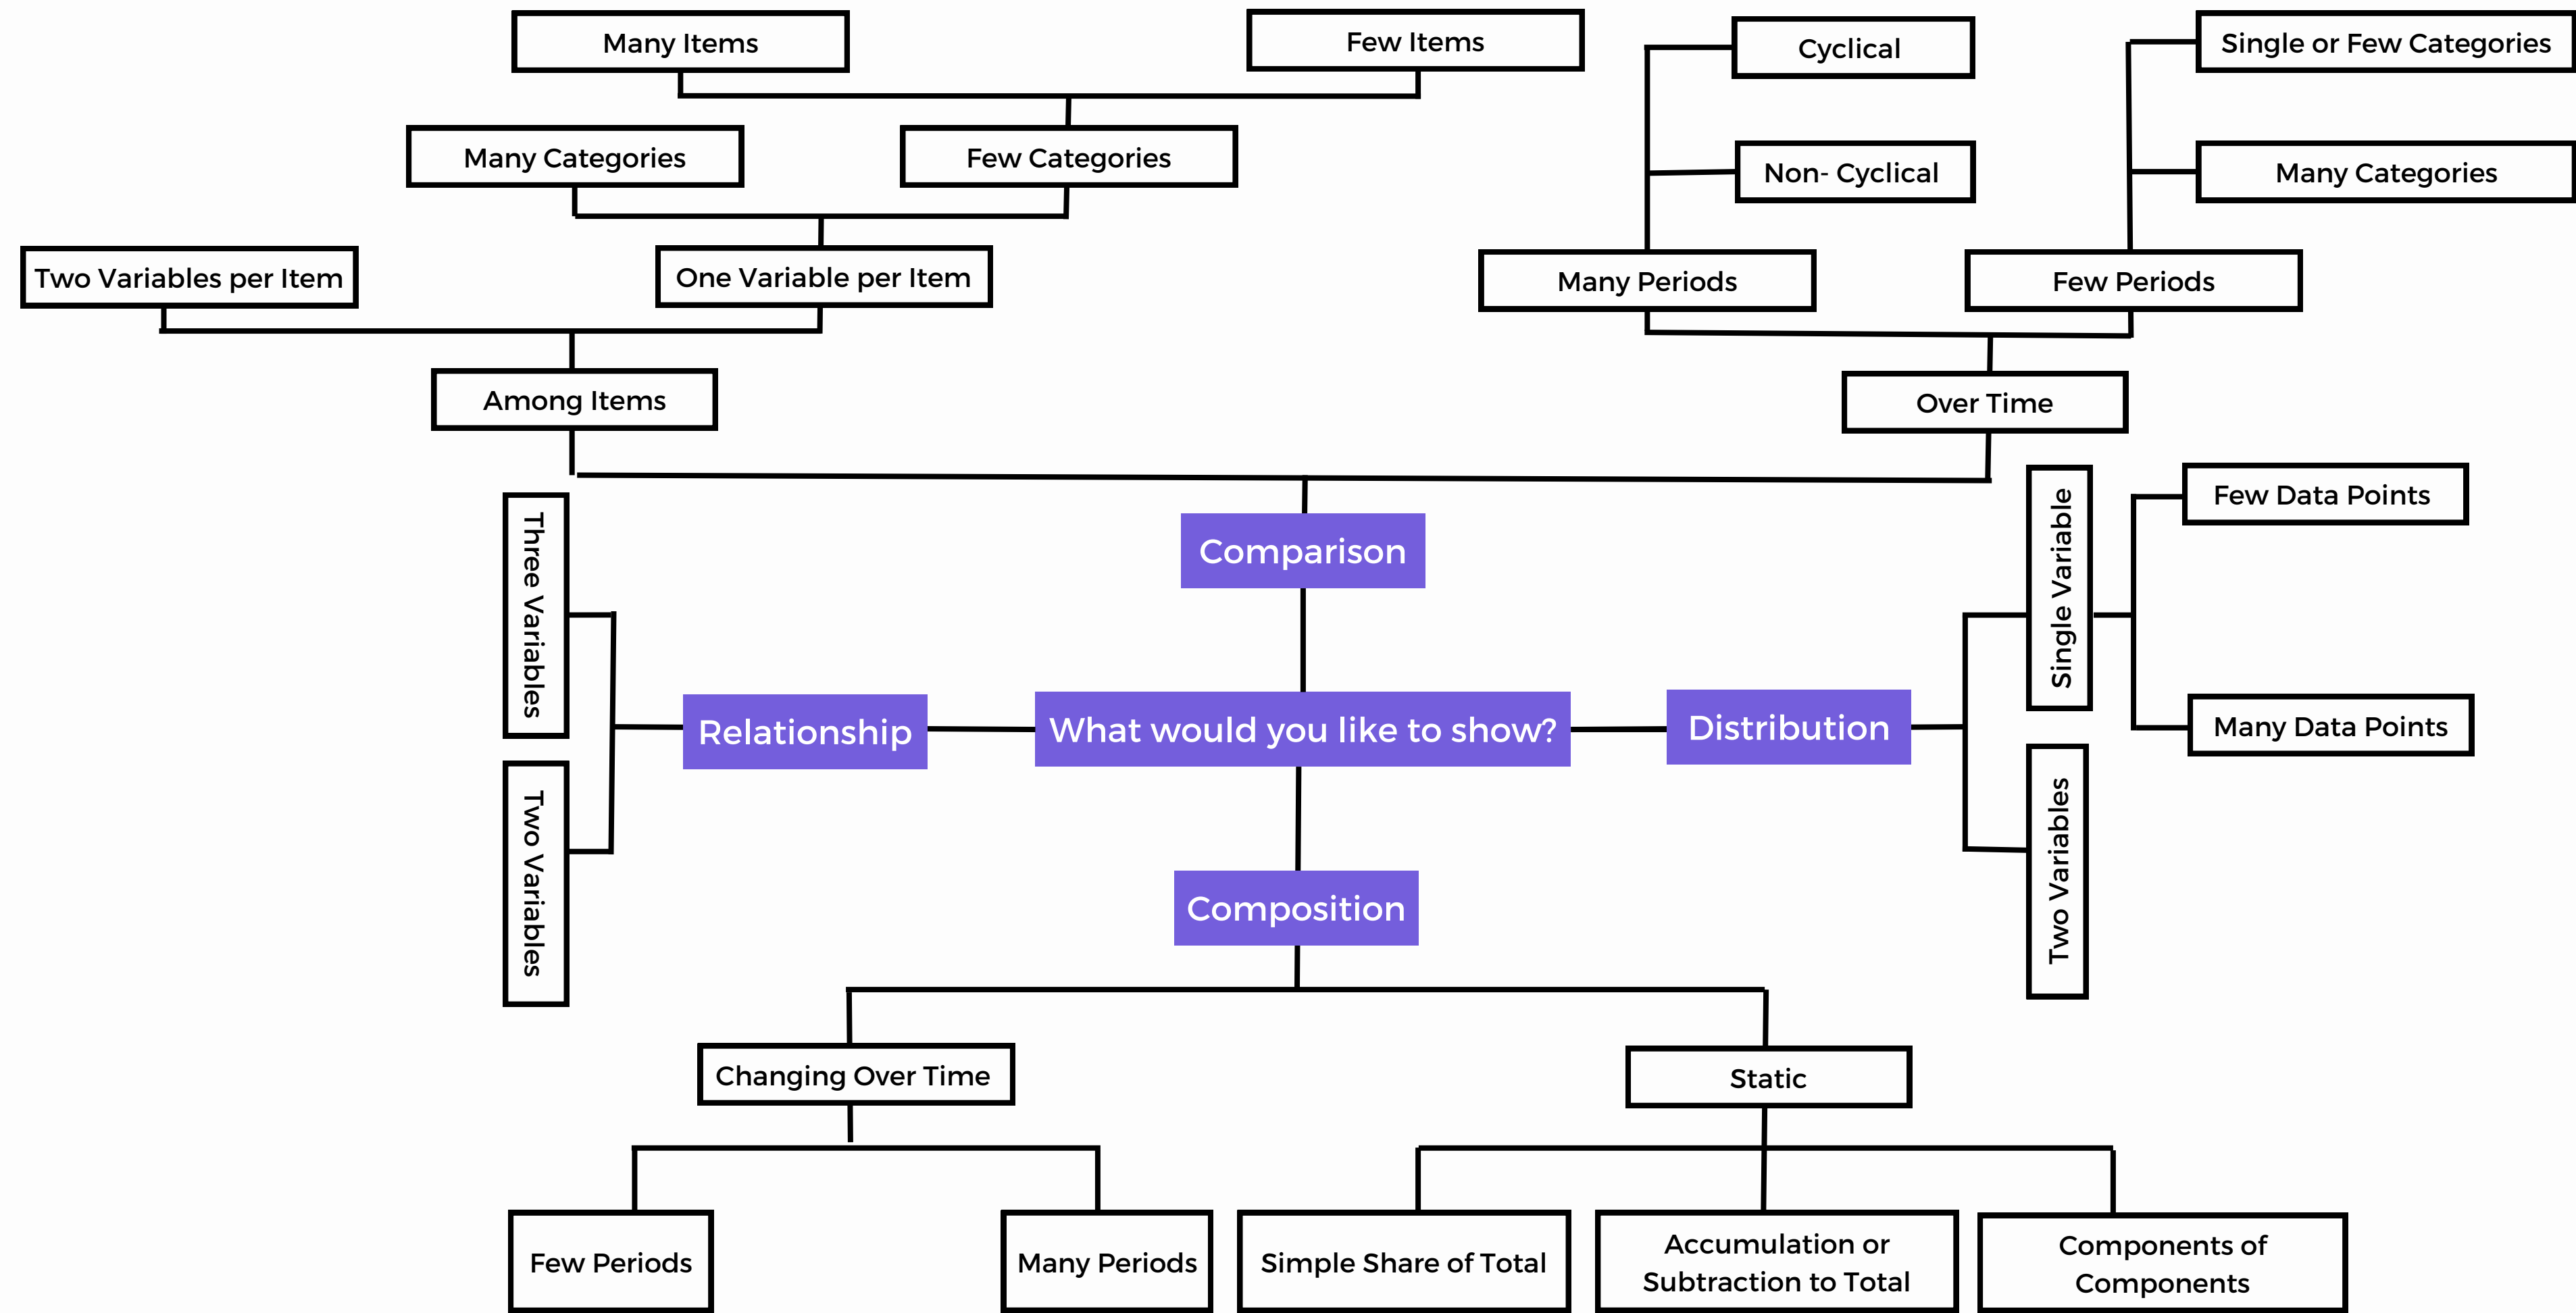 Many Items
Few Items
Cyclical
Single or Few Categories
Many Categories
Few Categories
Non- Cyclical
Many Categories
Two Variables per Item
One Variable per Item
Many Periods
Few Periods
Among Items
Over Time
Three Variables
Comparison
Single Variable
Few Data Points
Relationship
What would you like to show?
Distribution
Many Data Points
Two Variables
Composition
Two Variables
Changing Over Time
Static
Few Periods
Many Periods
Simple Share of Total
Accumulation or
Subtraction to Total
Components of
Components